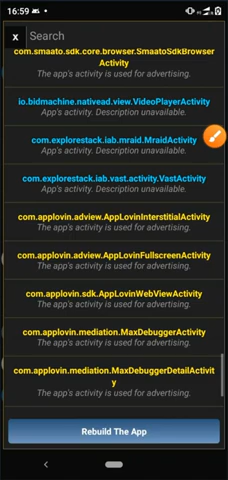 16:59
x Search
com.smaato.sdk.core.browser.SmaatoSdkBrowser
Activity
The app's activity is used for advertising.
io.bidmachine.nativead.view.VideoPlayerActivity
App's activity. Description unavailable.
com.explorestack.iab.mraid.MraidActivity
App's activity. Description unavailable.
com.explorestack.iab.vast.activity.VastActivity
App's activity. Description unavailable.
com.applovin.adview.AppLovinInterstitialActivity
The app's activity is used for advertising.
com.applovin.adview.AppLovinFullscreenActivity
The app's activity is used for advertising.
com.applovin.sdk.AppLovinWebViewActivity
The app's activity is used for advertising.
com.applovin.mediation.MaxDebuggerActivity
The app's activity is used for advertising.
com.applovin.mediation.MaxDebuggerDetailActivit
y
The app's activity is used for advertising.
Rebuild The App